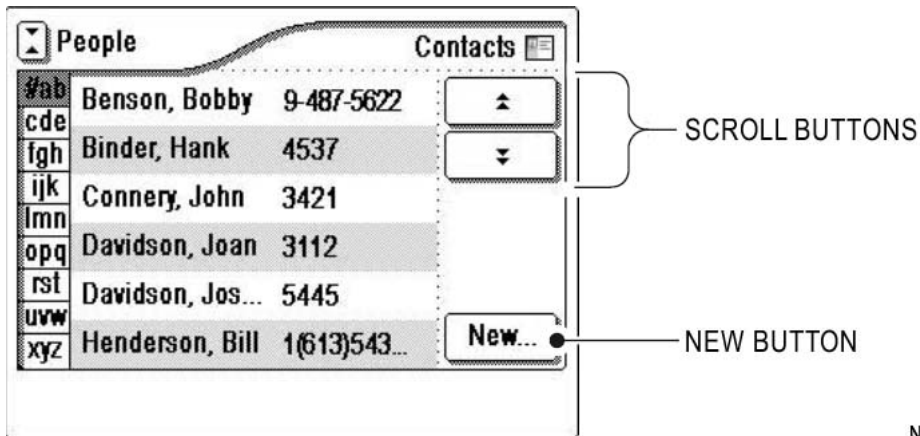 People Contacts
#ab
Benson, Bobby 9-487-5622
cde
Binder, Hank 4537
fgh
ijk
Connery, John 3421
lmn
Davidson, Joan 3112
opq
rst
Davidson, Jos... 5445
uvw
Henderson, Bill 1(613)543...
xyz
New...
SCROLL BUTTONS
NEW BUTTON
N